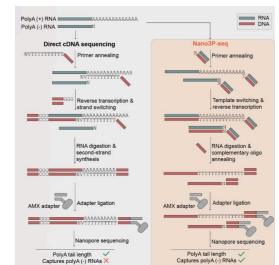 PolyA (+) RNA
PolyA (-) RNA
RNA
DNA
Direct cDNA sequencing
Primer annealing
Reverse transcription &
strand switching
RNA digestion &
second-strand
synthesis
AMX adapter
Adapter ligation
Nanopore sequencing
PolyA tail length ✓
Captures polyA (-) RNAs ✗
Nano3P-seq
Primer annealing
Template switching &
reverse transcription
RNA digestion &
complementary oligo
annealing
AMX adapter
Adapter ligation
Nanopore sequencing
PolyA tail length ✓
Captures polyA (-) RNAs ✓